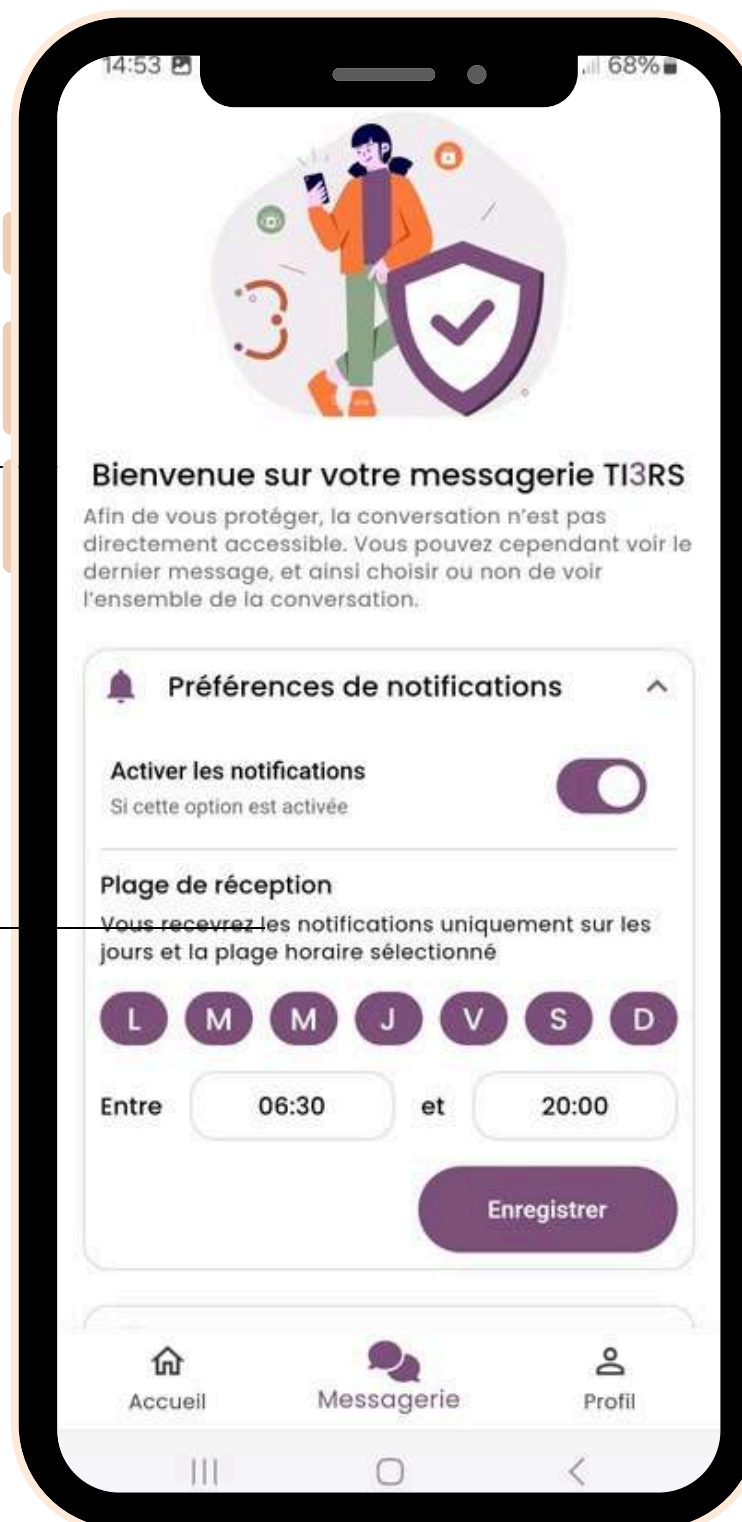 14:53
68%
Bienvenue sur votre messagerie TI3RS
Afin de vous protéger, la conversation n'est pas
directement accessible. Vous pouvez cependant voir le
dernier message, et ainsi choisir ou non de voir
l'ensemble de la conversation.
Préférences de notifications
Activer les notifications
Si cette option est activée
Plage de réception
Vous recevrez les notifications uniquement sur les
jours et la plage horaire sélectionné
L M M J V S D
Entre 06:30 et 20:00
Enregistrer
Accueil Messagerie Profil